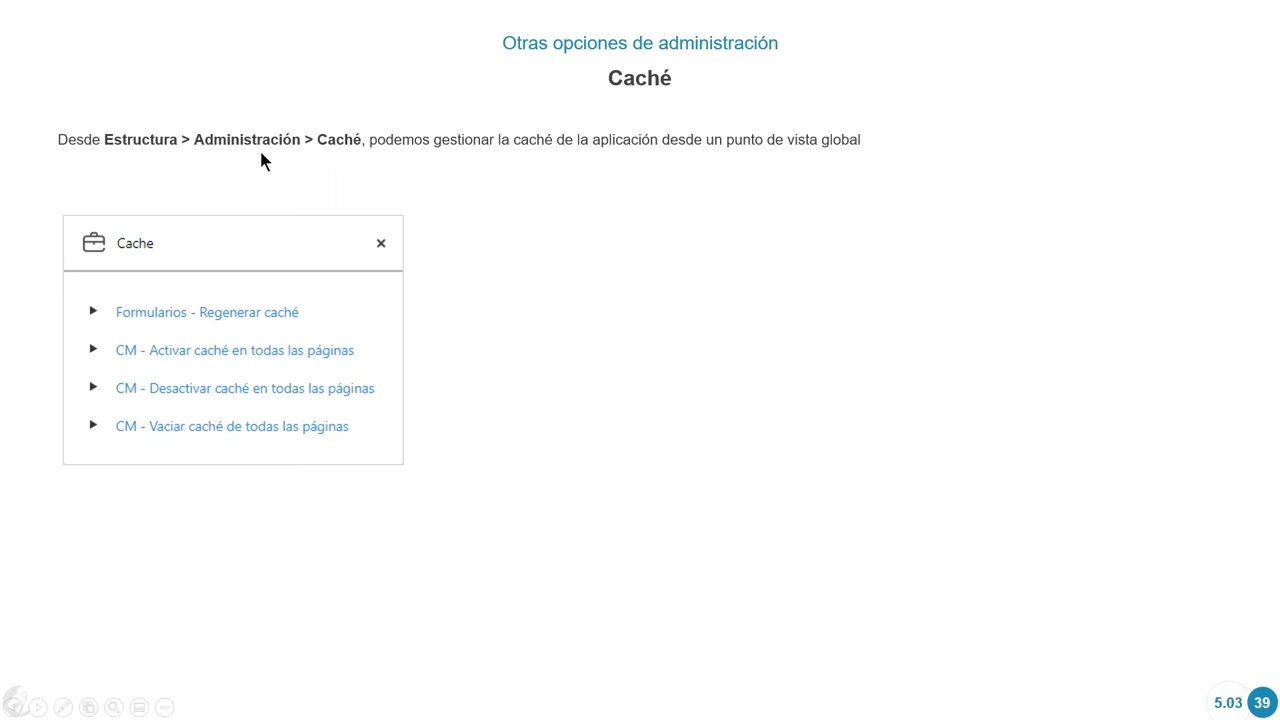 Otras opciones de administración
Caché
Desde Estructura > Administración > Caché, podemos gestionar la caché de la aplicación desde un punto de vista global
Cache
Formularios - Regenerar caché
CM - Activar caché en todas las páginas
CM - Desactivar caché en todas las páginas
CM - Vaciar caché de todas las páginas
5.03 39